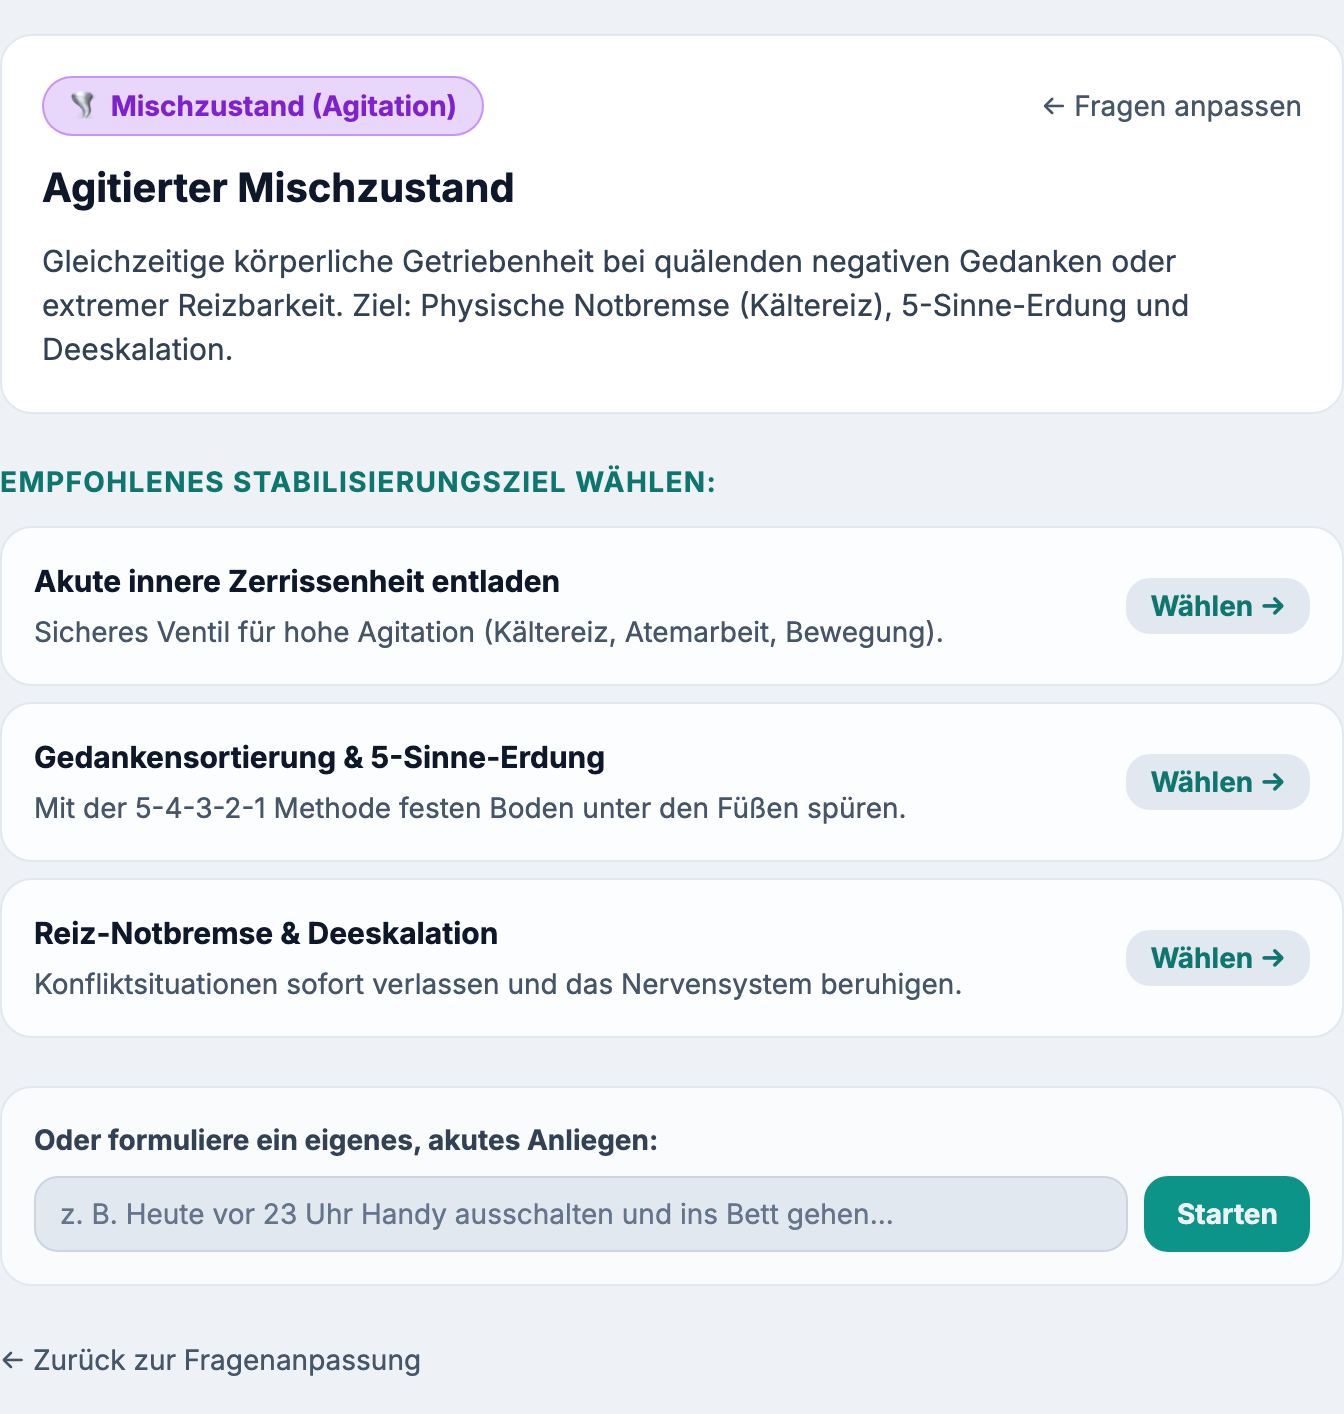 Mischzustand (Agitation)
← Fragen anpassen
Agitierter Mischzustand
Gleichzeitige körperliche Getriebenheit bei quälenden negativen Gedanken oder
extremer Reizbarkeit. Ziel: Physische Notbremse (Kältereiz), 5-Sinne-Erdung und
Deeskalation.
EMPFOHLENES STABILISIERUNGSZIEL WÄHLEN:
Akute innere Zerrissenheit entladen
Sicheres Ventil für hohe Agitation (Kältereiz, Atemarbeit, Bewegung).
Wählen →
Gedankensortierung & 5-Sinne-Erdung
Mit der 5-4-3-2-1 Methode festen Boden unter den Füßen spüren.
Wählen →
Reiz-Notbremse & Deeskalation
Konfliktsituationen sofort verlassen und das Nervensystem beruhigen.
Wählen →
Oder formuliere ein eigenes, akutes Anliegen:
z. B. Heute vor 23 Uhr Handy ausschalten und ins Bett gehen...
Starten
← Zurück zur Fragenanpassung